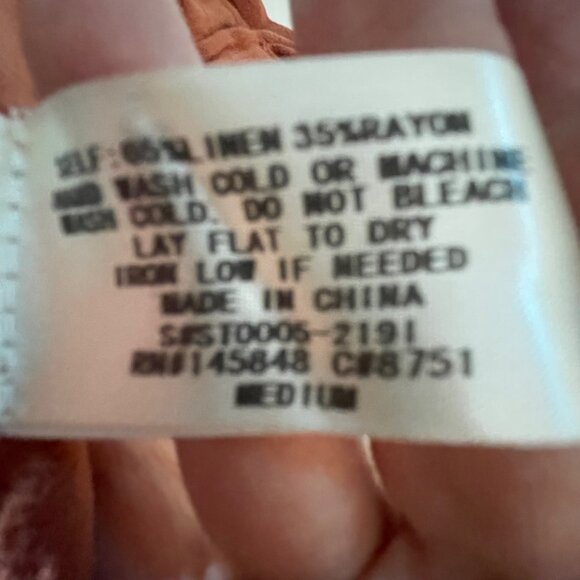 SELF: 65%LINEN 35%RAYON
HAND WASH COLD OR MACHINE
WASH COLD. DO NOT BLEACH
LAY FLAT TO DRY
IRON LOW IF NEEDED
MADE IN CHINA
S#ST0005-2191
RN#145848 C#8751
MEDIUM